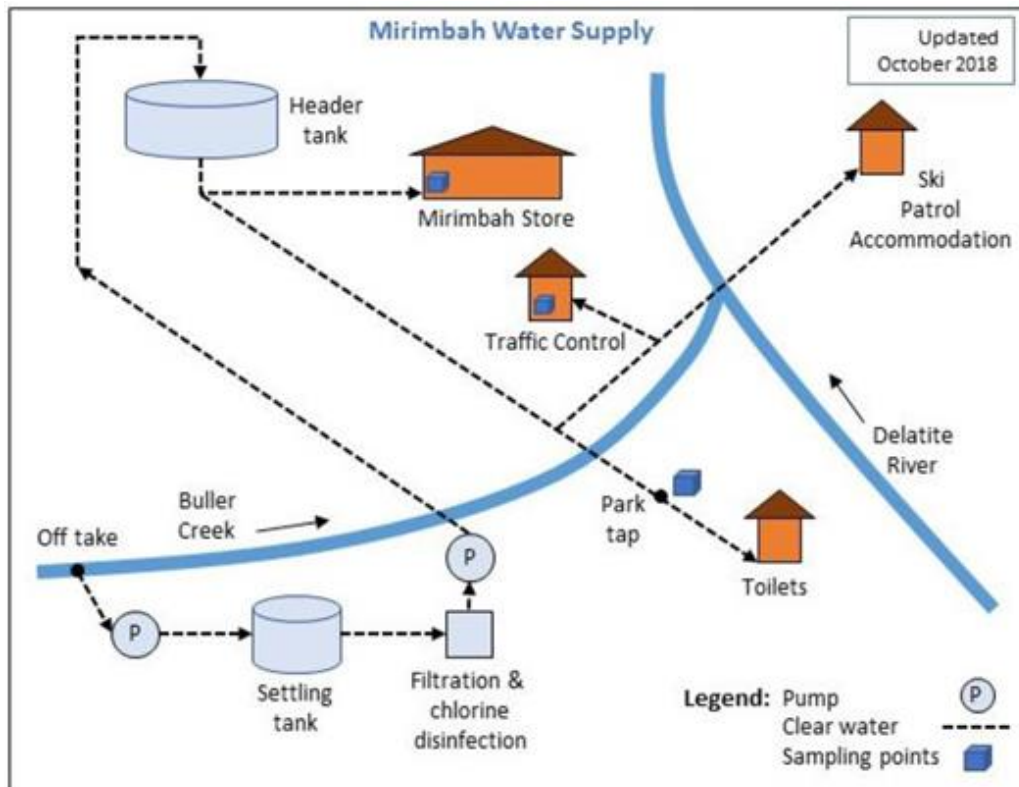 Mirimbah Water Supply
Updated
October 2018
Header
tank
Mirimbah Store
Ski
Patrol
Accommodation
Traffic Control
Delatite
River
Buller
Creek
Off take
Park
tap
P
Toilets
P
Settling
tank
Filtration &
chlorine
disinfection
Legend: Pump
P
Clear water
Sampling points